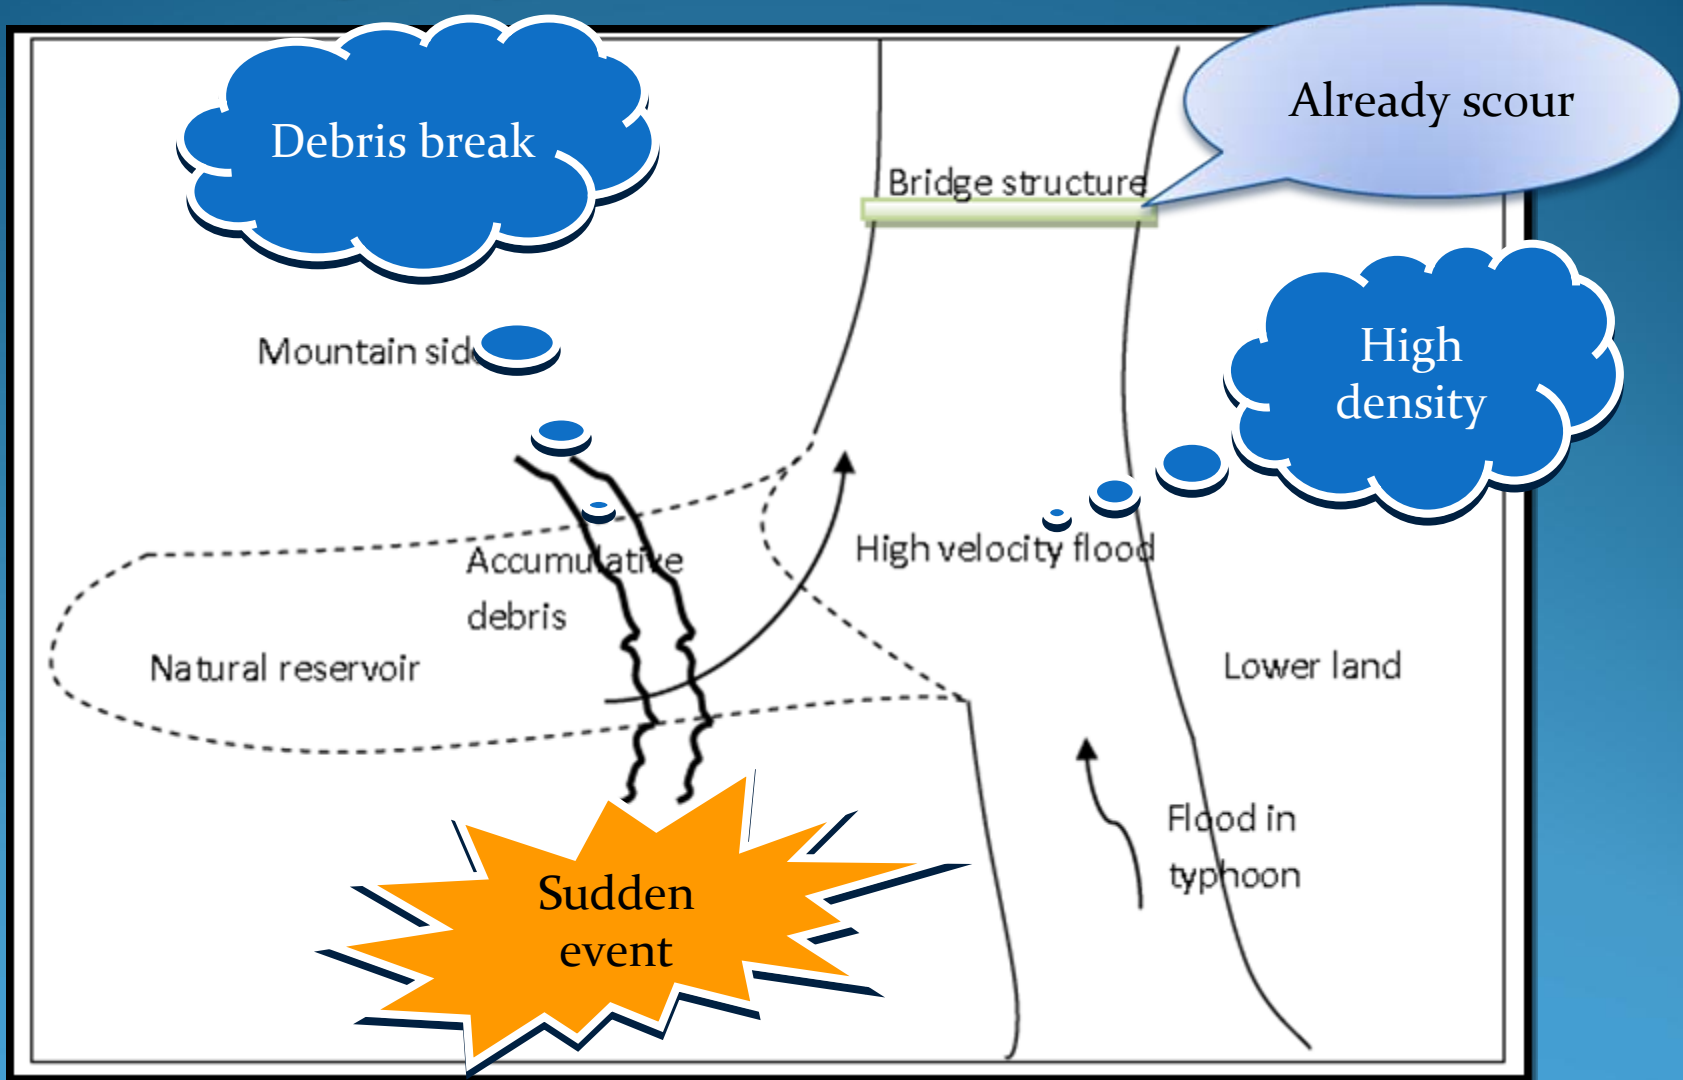 Debris break
Already scour
Bridge structure
Mountain side
High
density
High velocity flood
Accumulative
debris
Natural reservoir
Lower land
Flood in
typhoon
Sudden
event